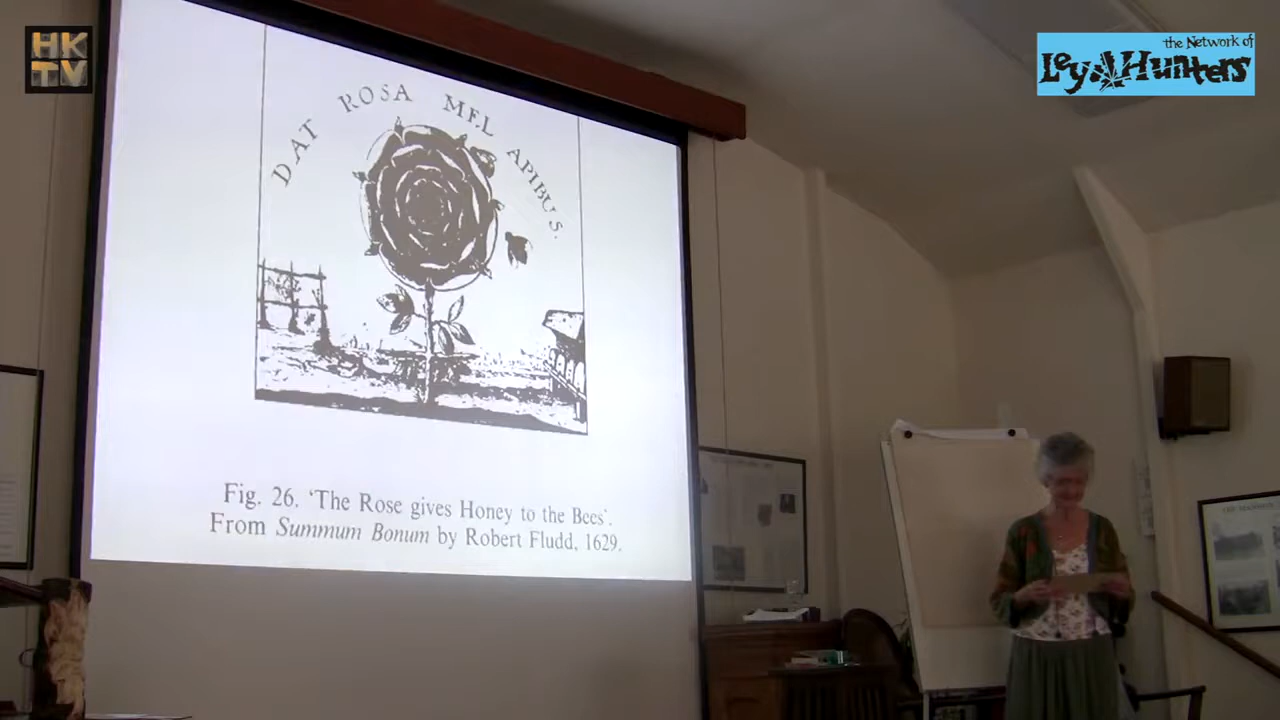 HK
TV
the Network of
Ley Hunters
DAT ROSA MEL APIBUS.
Fig. 26. 'The Rose gives Honey to the Bees'.
From Summum Bonum by Robert Fludd, 1629.